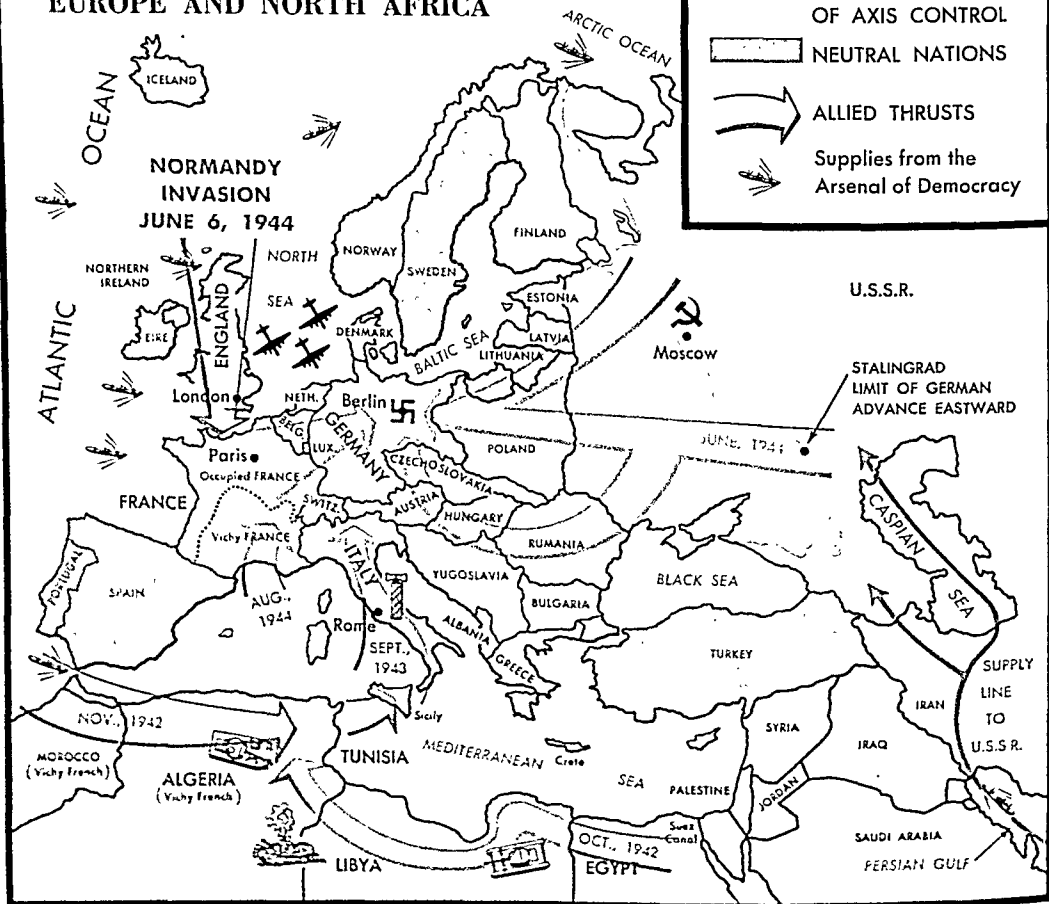 EUROPE AND NORTH AFRICA
OF AXIS CONTROL
NEUTRAL NATIONS
ALLIED THRUSTS
Supplies from the
Arsenal of Democracy
ARCTIC OCEAN
ICELAND
ATLANTIC OCEAN
NORMANDY
INVASION
JUNE 6, 1944
NORTHERN
IRELAND
EIRE
ENGLAND
London
NORTH
SEA
NORWAY
SWEDEN
FINLAND
ESTONIA
LATVIA
LITHUANIA
BALTIC SEA
DENMARK
U.S.S.R.
Moscow
STALINGRAD
LIMIT OF GERMAN
ADVANCE EASTWARD
JUNE, 1941
NETH.
BELG.
LUX.
Berlin
GERMANY
POLAND
CZECHOSLOVAKIA
Paris
Occupied FRANCE
FRANCE
Vichy FRANCE
SWITZ.
AUSTRIA
HUNGARY
RUMANIA
ITALY
YUGOSLAVIA
BULGARIA
ALBANIA
GREECE
BLACK SEA
CASPIAN
SEA
PORTUGAL
SPAIN
AUG.,
1944
Rome
SEPT.,
1943
Sicily
TURKEY
SYRIA
IRAQ
IRAN
SUPPLY
LINE
TO
U.S.S.R.
NOV., 1942
MOROCCO
(Vichy French)
ALGERIA
(Vichy French)
TUNISIA
MEDITERRANEAN
SEA
Crete
PALESTINE
JORDAN
Suez
Canal
OCT., 1942
LIBYA
EGYPT
SAUDI ARABIA
PERSIAN GULF